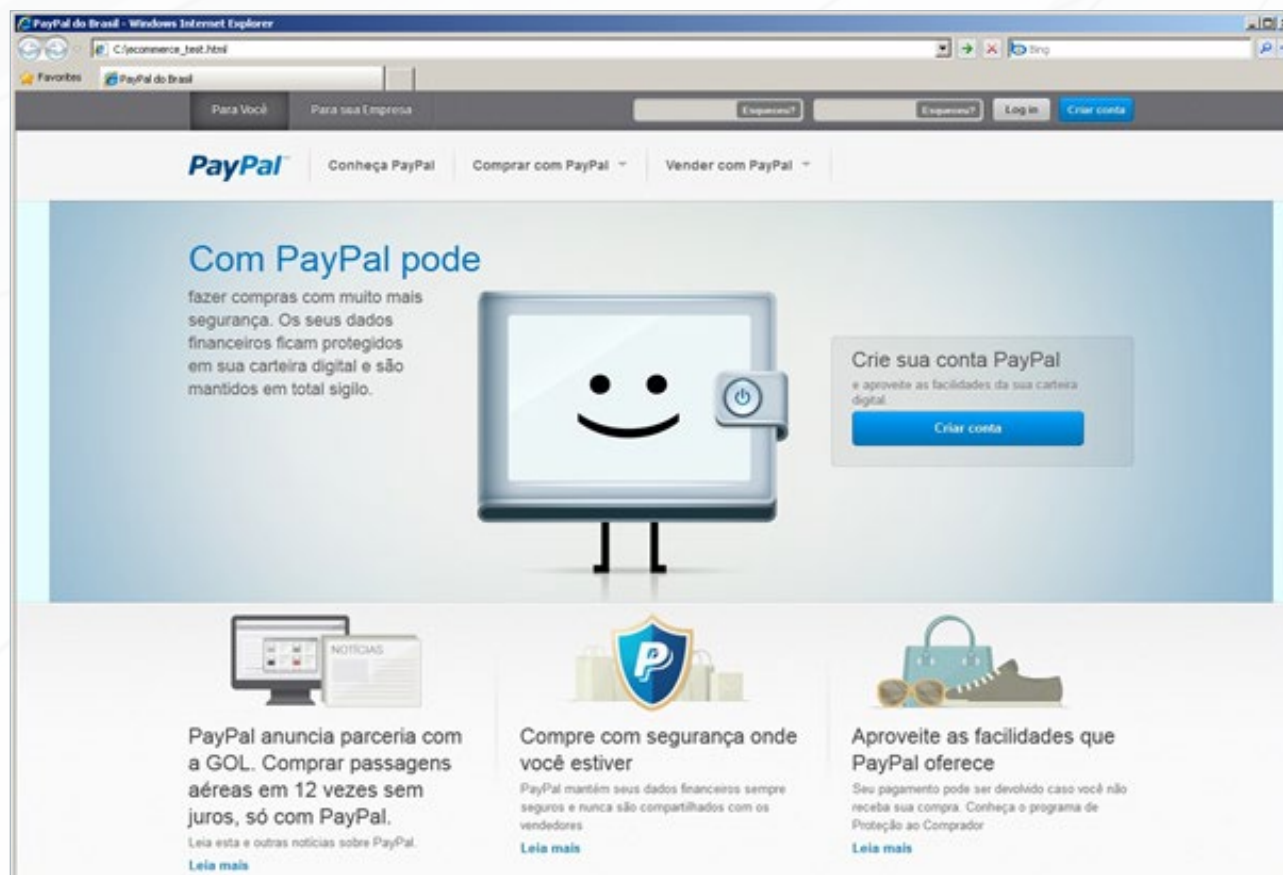 PayPal do Brasil - Windows Internet Explorer
C:\ecommerce_test.html
Bing
Favorites
PayPal do Brasil
Para Você
Para sua Empresa
Esqueceu?
Esqueceu?
Log in
Criar conta
PayPal
Conheça PayPal
Comprar com PayPal
Vender com PayPal
Com PayPal pode
fazer compras com muito mais
segurança. Os seus dados
financeiros ficam protegidos
em sua carteira digital e são
mantidos em total sigilo.
Crie sua conta PayPal
e aproveite as facilidades da sua carteira
digital
Criar conta
NOTÍCIAS
PayPal anuncia parceria com
a GOL. Comprar passagens
aéreas em 12 vezes sem
juros, só com PayPal.
Leia esta e outras notícias sobre PayPal.
Leia mais
Compre com segurança onde
você estiver
PayPal mantém seus dados financeiros sempre
seguros e nunca são compartilhados com os
vendedores
Leia mais
Aproveite as facilidades que
PayPal oferece
Seu pagamento pode ser devolvido caso você não
receba sua compra. Conheça o programa de
Proteção ao Comprador
Leia mais